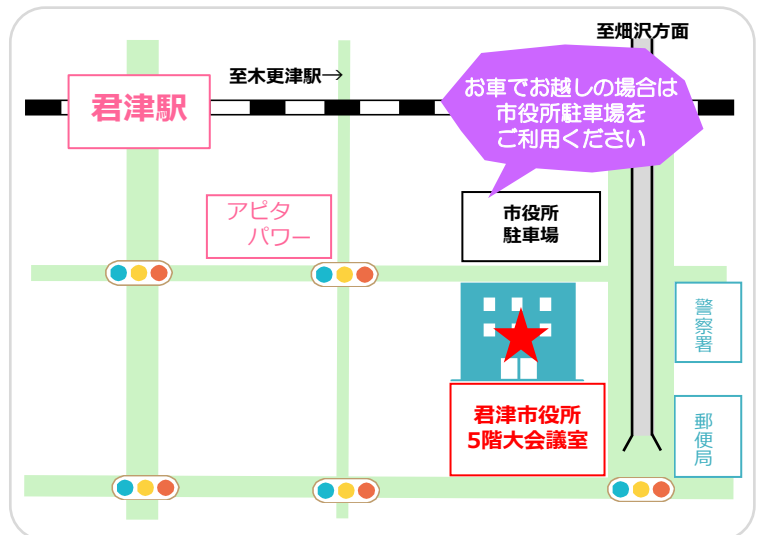 至畑沢方面
至木更津駅→
君津駅
お車でお越しの場合は
市役所駐車場を
ご利用ください
アピタ
パワー
市役所
駐車場
警察署
君津市役所
5階大会議室
郵便局